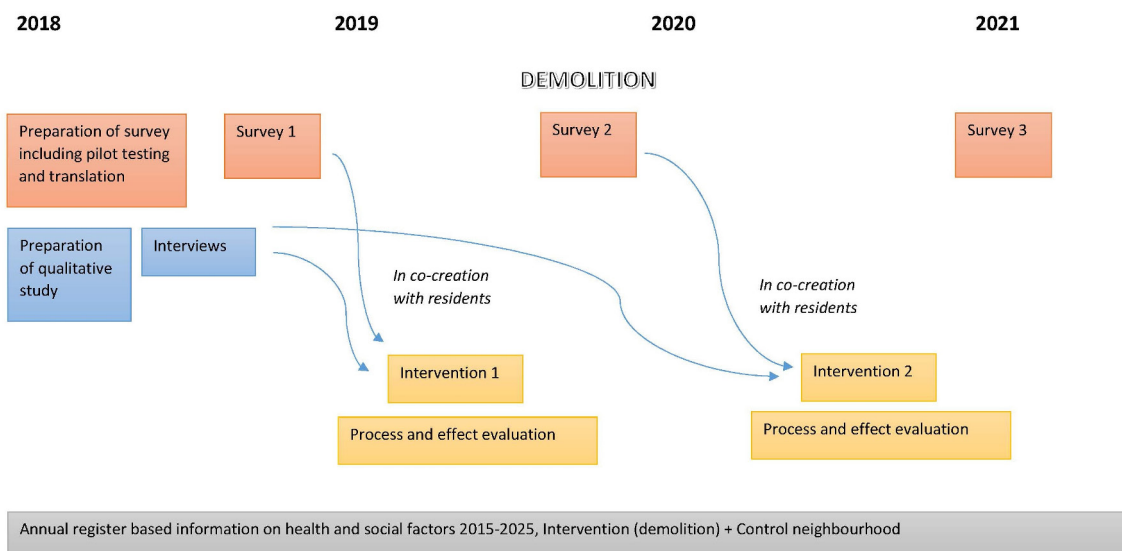 2018 2019 2020 2021
DEMOLITION
Preparation of survey
including pilot testing
and translation
Survey 1
Survey 2
Survey 3
Preparation
of qualitative
study
Interviews
In co-creation
with residents
In co-creation
with residents
Intervention 1
Intervention 2
Process and effect evaluation
Process and effect evaluation
Annual register based information on health and social factors 2015-2025, Intervention (demolition) + Control neighbourhood